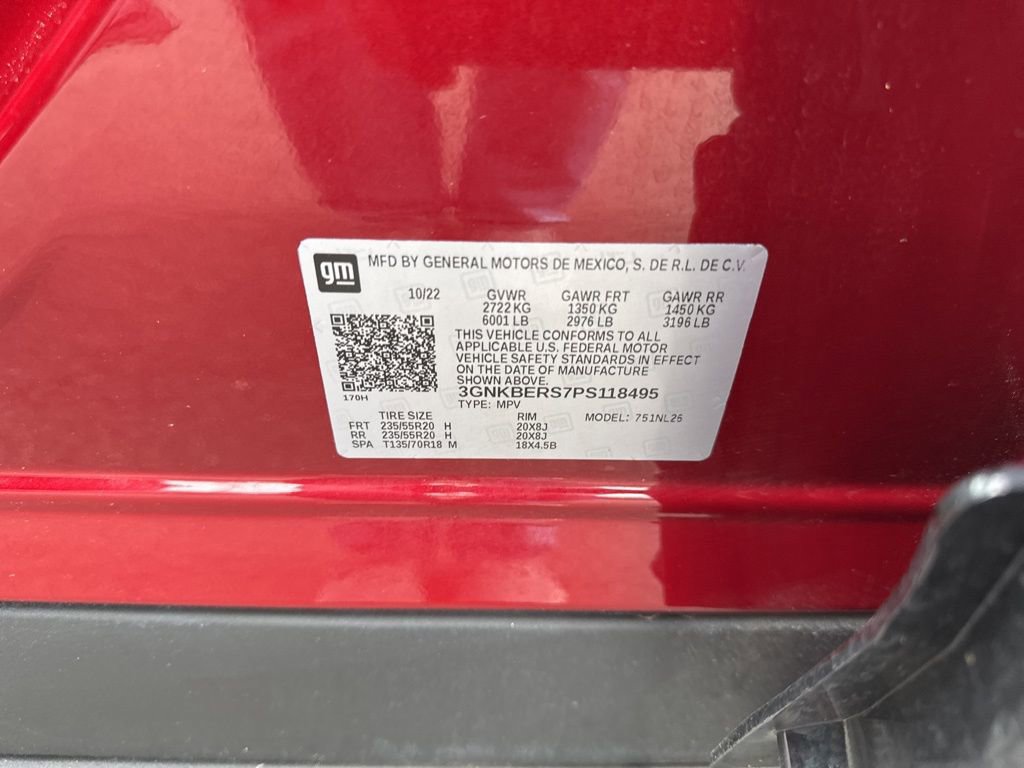 gm MFD BY GENERAL MOTORS DE MEXICO, S. DE R.L. DE C.V.
10/22 GVWR GAWR FRT GAWR RR
2722 KG 1350 KG 1450 KG
6001 LB 2976 LB 3196 LB
THIS VEHICLE CONFORMS TO ALL
APPLICABLE U.S. FEDERAL MOTOR
VEHICLE SAFETY STANDARDS IN EFFECT
ON THE DATE OF MANUFACTURE
SHOWN ABOVE.
170H 3GNKBERS7PS118495
TYPE: MPV MODEL: 751NL26
TIRE SIZE RIM
FRT 235/55R20 H 20X8J
RR 235/55R20 H 20X8J
SPA T135/70R18 M 18X4.5B